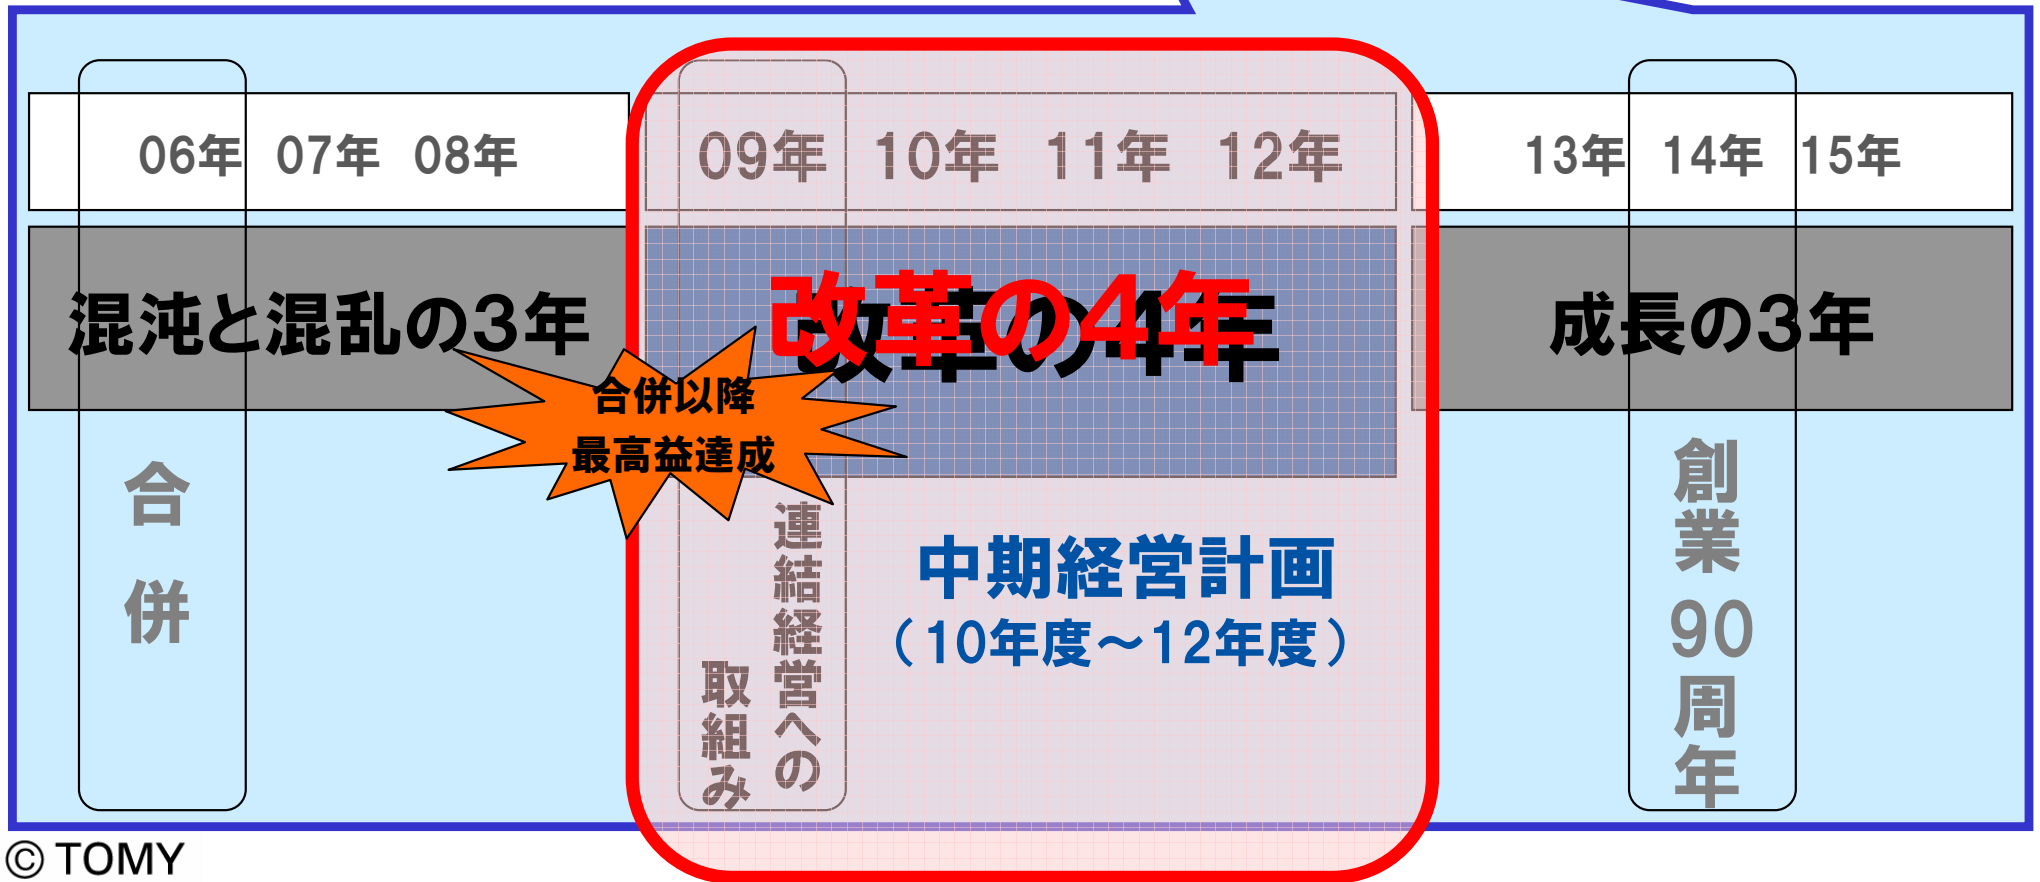 06年 07年 08年
09年 10年 11年 12年
13年 14年 15年
混沌と混乱の3年
改革の4年
成長の3年
合併以降
最高益達成
合併
連結経営への
取組み
中期経営計画
（10年度～12年度）
創業90周年
© TOMY